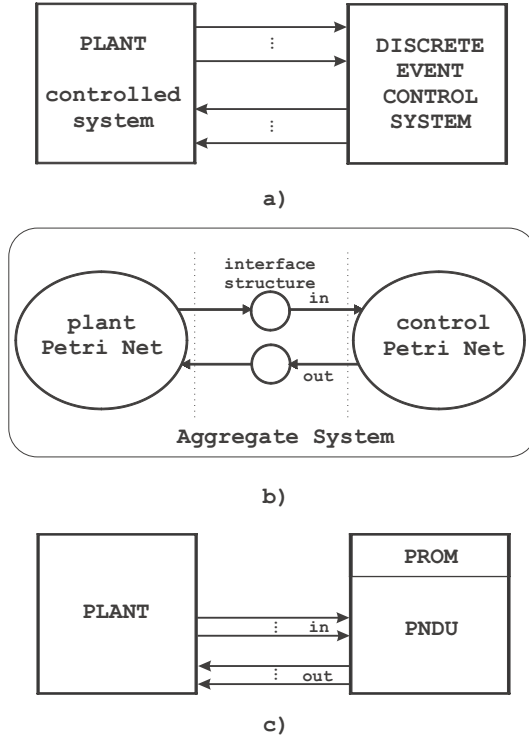 PLANT
controlled
system
DISCRETE
EVENT
CONTROL
SYSTEM
a)
interface
structure
in
plant
Petri Net
control
Petri Net
out
Aggregate System
b)
PLANT
PROM
PNDU
in
out
c)